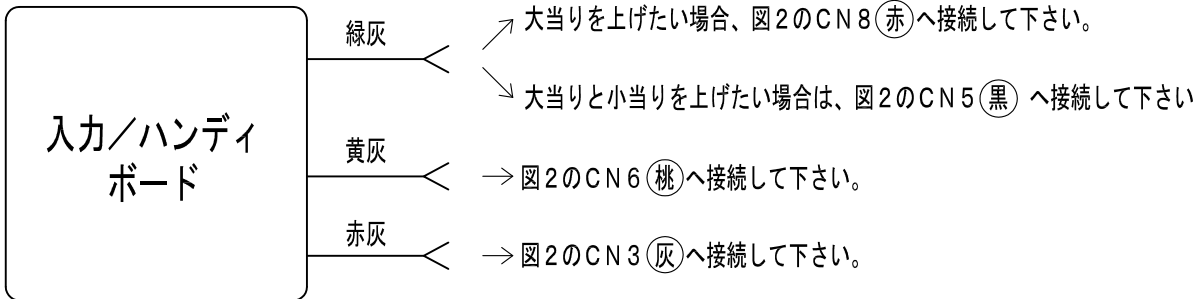 緑灰
大当りを上げたい場合、図2のCN8赤へ接続して下さい。
大当りと小当りを上げたい場合は、図2のCN5黒 へ接続して下さい
入力/ハンディ
ボード
黄灰
図2のCN6桃へ接続して下さい。
赤灰
図2のCN3灰へ接続して下さい。